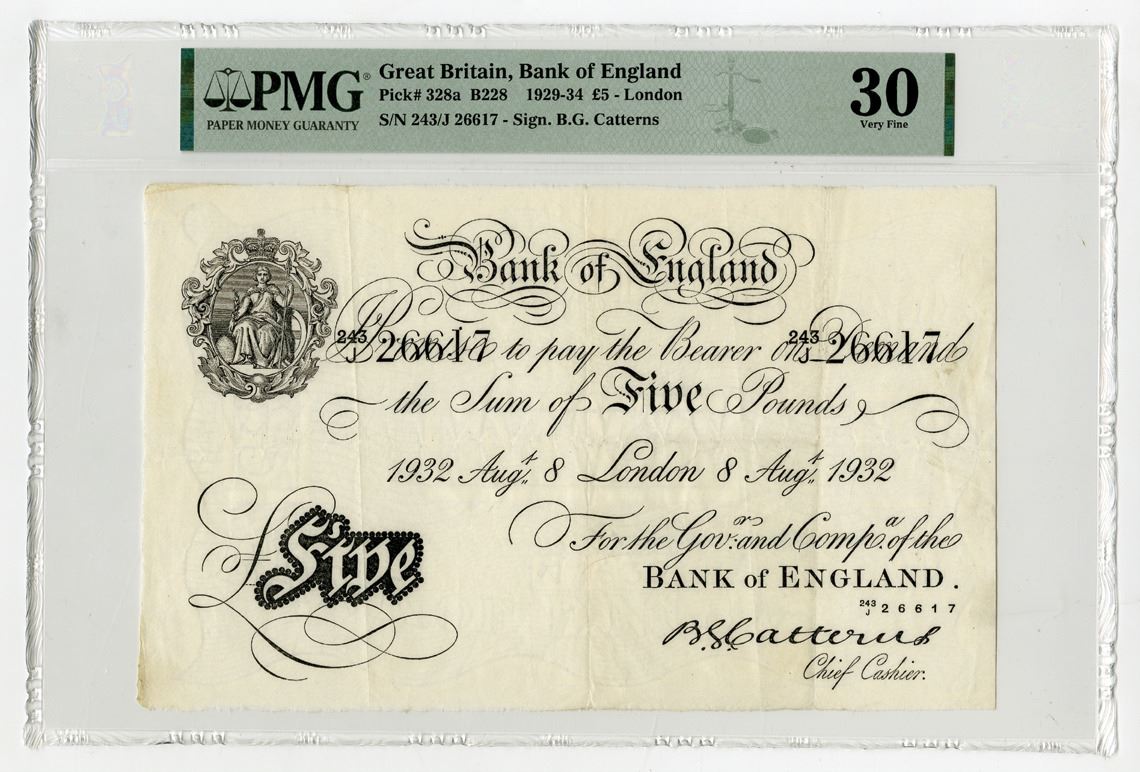 PMG®
PAPER MONEY GUARANTY
Great Britain, Bank of England
Pick# 328a B228 1929-34 £5 - London
S/N 243/J 26617 - Sign. B.G. Catterns
30
Very Fine
Bank of England
243/J 26617 243/J 26617
I Promise to pay the Bearer on Demand
the Sum of Five Pounds
1932 Augt. 8 London 8 Augt. 1932
For the Govr. and Compa. of the
BANK of ENGLAND.
£Five
243/J 26617
B.G. Catterns
Chief Cashier.